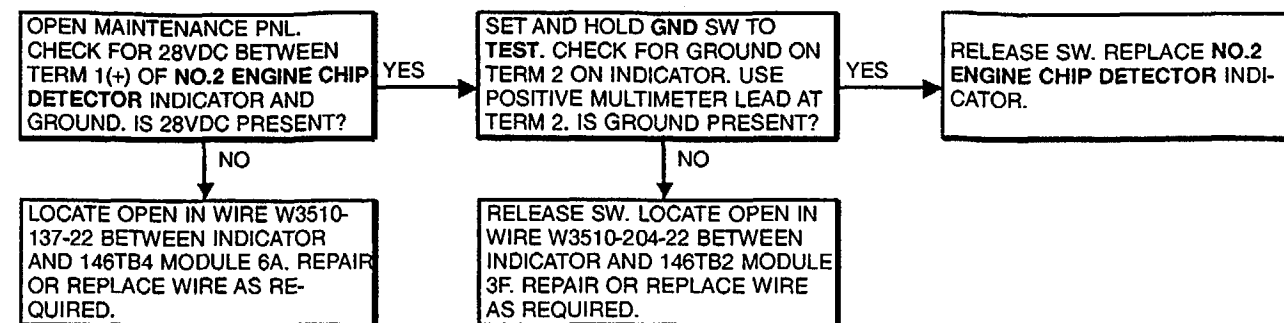 OPEN MAINTENANCE PNL.
CHECK FOR 28VDC BETWEEN
TERM 1(+) OF NO.2 ENGINE CHIP
DETECTOR INDICATOR AND
GROUND. IS 28VDC PRESENT?
YES
SET AND HOLD GND SW TO
TEST. CHECK FOR GROUND ON
TERM 2 ON INDICATOR. USE
POSITIVE MULTIMETER LEAD AT
TERM 2. IS GROUND PRESENT?
YES
RELEASE SW. REPLACE NO.2
ENGINE CHIP DETECTOR INDI-
CATOR.
NO
NO
LOCATE OPEN IN WIRE W3510-
137-22 BETWEEN INDICATOR
AND 146TB4 MODULE 6A. REPAIR
OR REPLACE WIRE AS RE-
QUIRED.
RELEASE SW. LOCATE OPEN IN
WIRE W3510-204-22 BETWEEN
INDICATOR AND 146TB2 MODULE
3F. REPAIR OR REPLACE WIRE
AS REQUIRED.